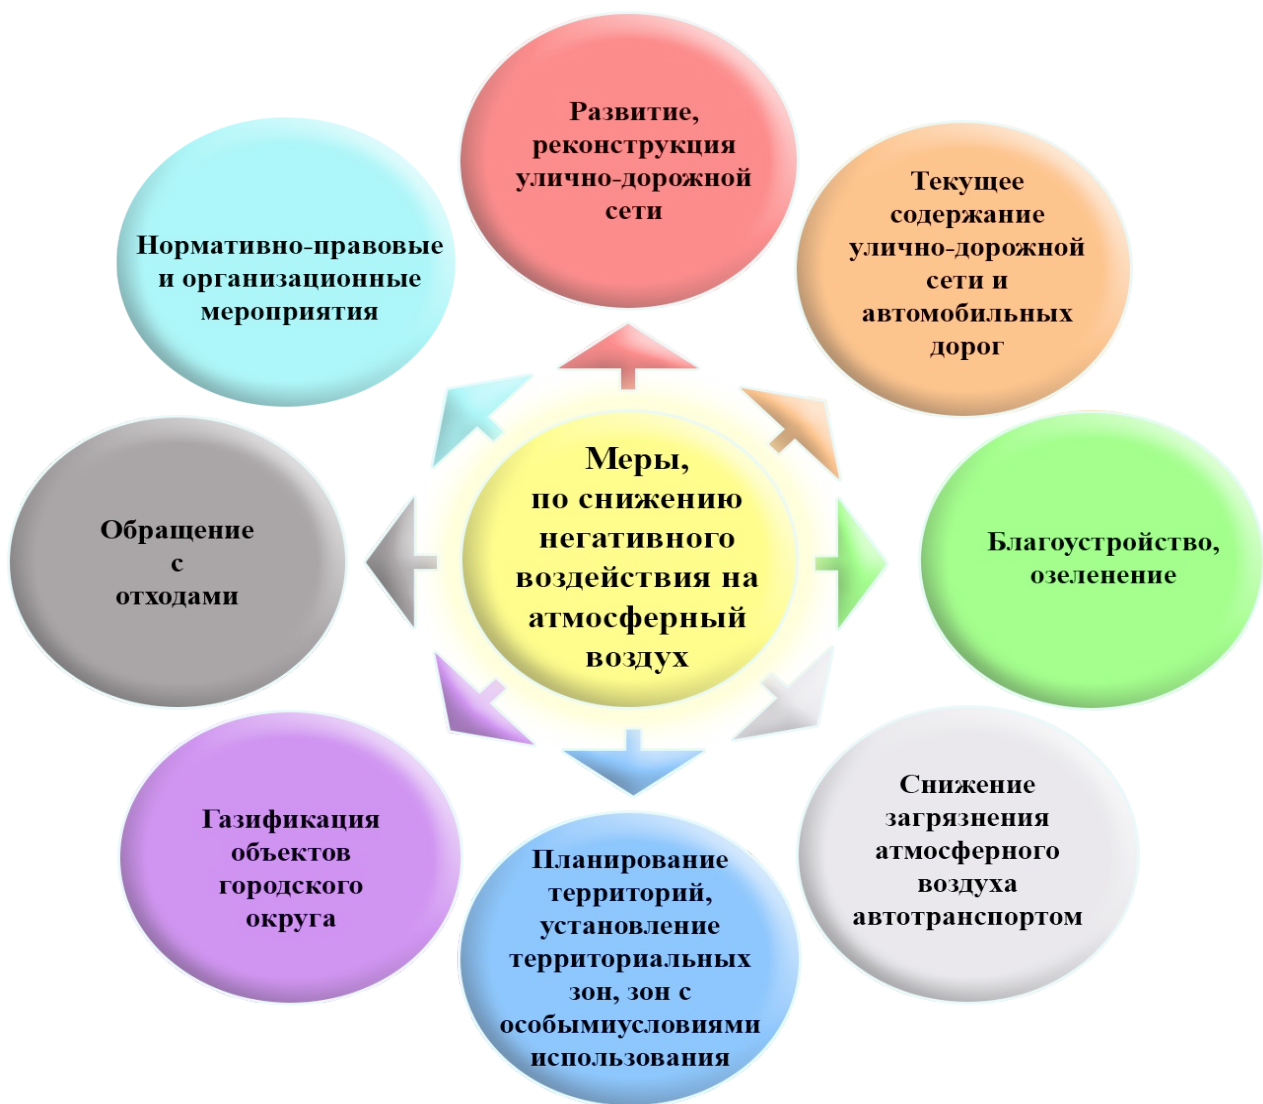 Развитие,
реконструкция
улично-дорожной
сети
Текущее
содержание
улично-дорожной
сети и
автомобильных
дорог
Нормативно-правовые
и организационные
мероприятия
Меры,
по снижению
негативного
воздействия на
атмосферный
воздух
Обращение
с
отходами
Благоустройство,
озеленение
Газификация
объектов
городского
округа
Планирование
территорий,
установление
территориальных
зон, зон с
особымиусловиями
использования
Снижение
загрязнения
атмосферного
воздуха
автотранспортом